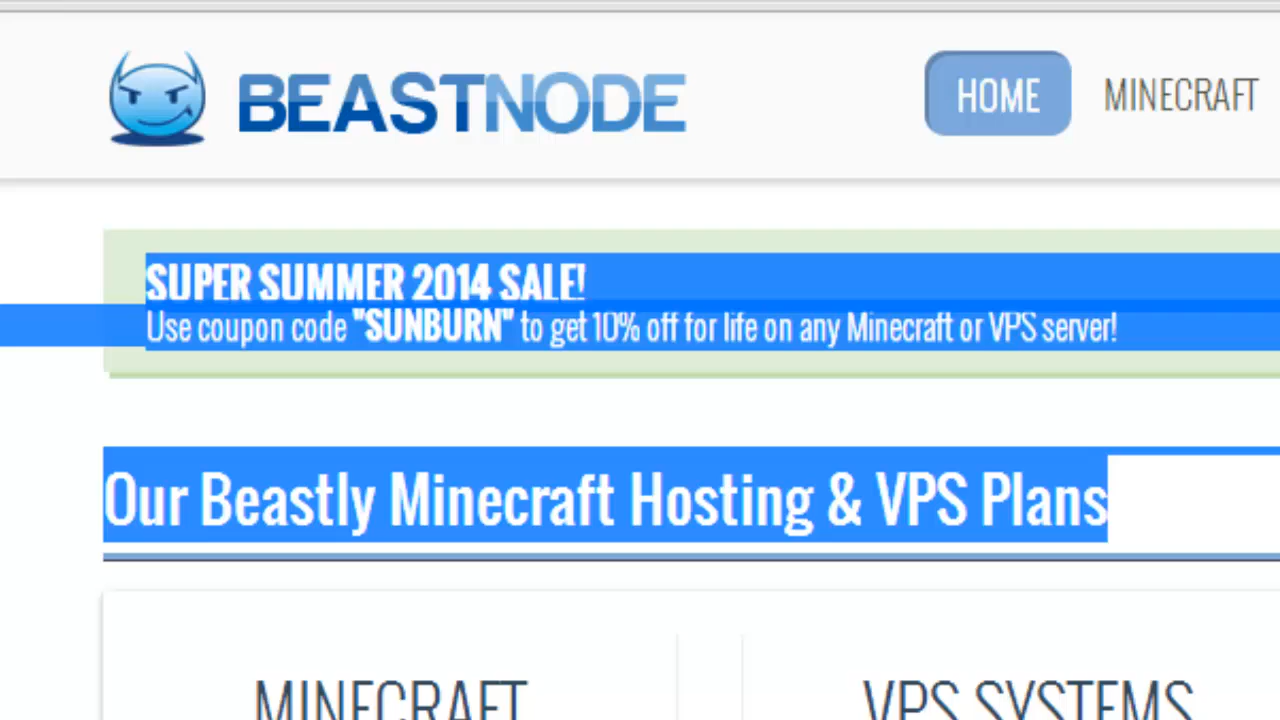 BEASTNODE
HOME
MINECRAFT
SUPER SUMMER 2014 SALE!
Use coupon code "SUNBURN" to get 10% off for life on any Minecraft or VPS server!
Our Beastly Minecraft Hosting & VPS Plans
MINECRAFT
VPS SYSTEMS